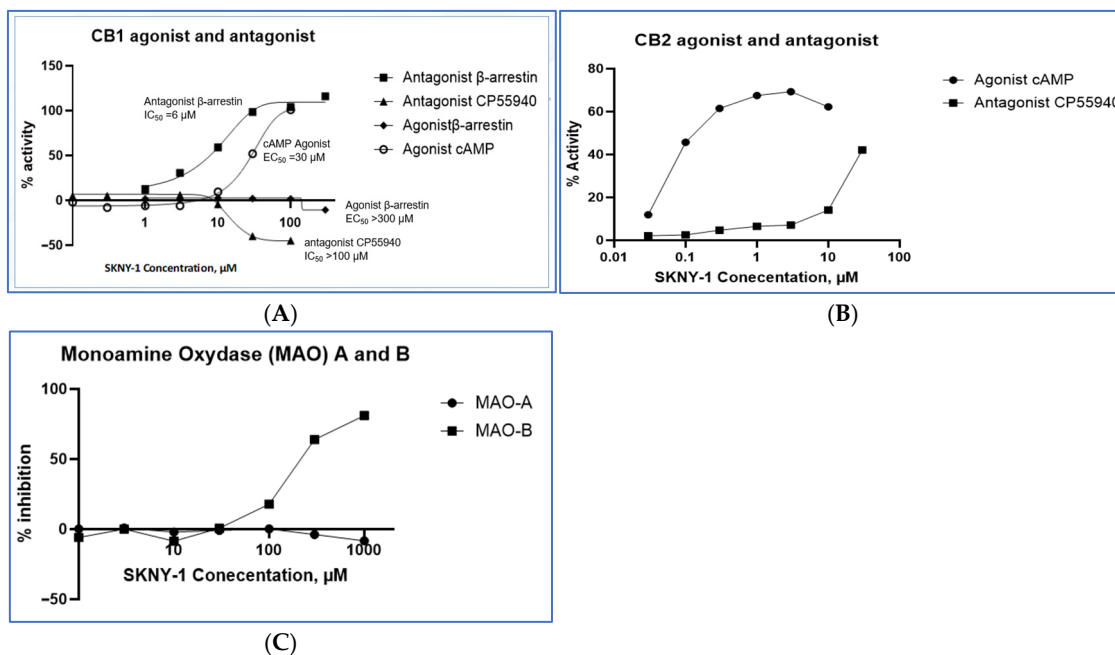 CB1 agonist and antagonist
150
100
50
0
−50
% activity
1
10
100
SKNY-1 Concentration, µM
Antagonist β-arrestin
IC50 =6 µM
cAMP Agonist
EC50 =30 µM
Agonist β-arrestin
EC50 >300 µM
antagonist CP55940
IC50 >100 µM
Antagonist β-arrestin
Antagonist CP55940
Agonistβ-arrestin
Agonist cAMP
(A)
CB2 agonist and antagonist
80
60
40
20
0
% Activity
0.01
0.1
1
10
100
SKNY-1 Conecentation, µM
Agonist cAMP
Antagonist CP55940
(B)
Monoamine Oxydase (MAO) A and B
100
50
0
−50
% inhibition
10
100
1000
SKNY-1 Conecentation, µM
MAO-A
MAO-B
(C)